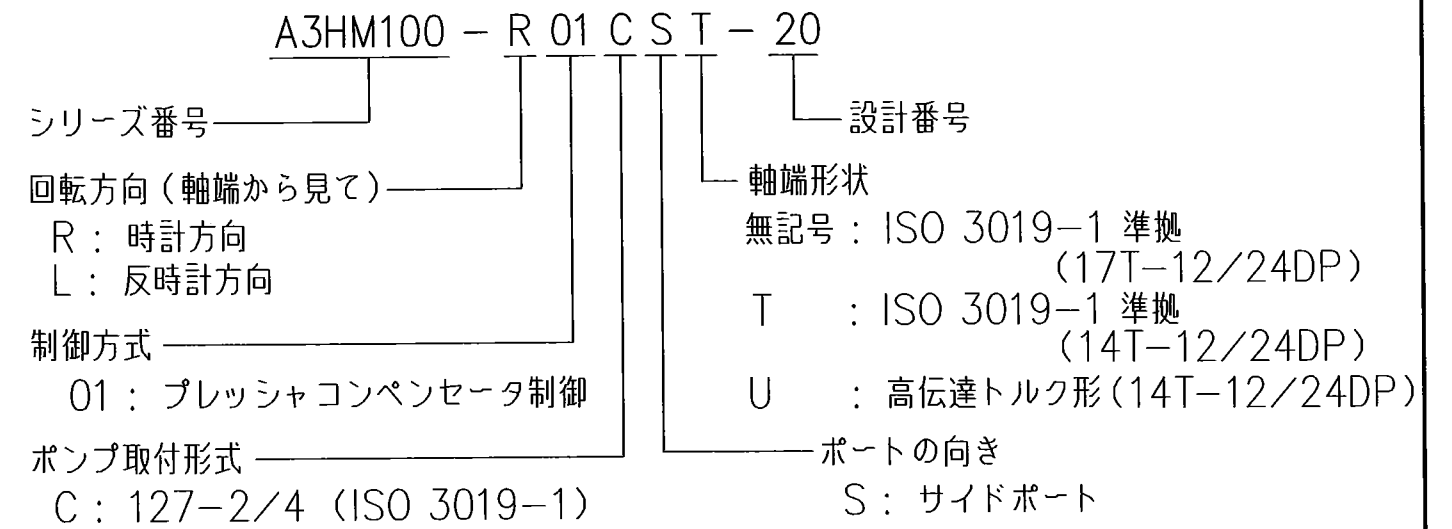 A3HM100 - R 01 C S T - 20
シリーズ番号
設計番号
回転方向（軸端から見て）
R : 時計方向
L : 反時計方向
制御方式
01 : プレッシャコンペンセータ制御
ポンプ取付形式
C : 127-2/4 (ISO 3019-1)
軸端形状
無記号 : ISO 3019-1 準拠
(17T-12/24DP)
T : ISO 3019-1 準拠
(14T-12/24DP)
U : 高伝達トルク形(14T-12/24DP)
ポートの向き
S : サイドポート